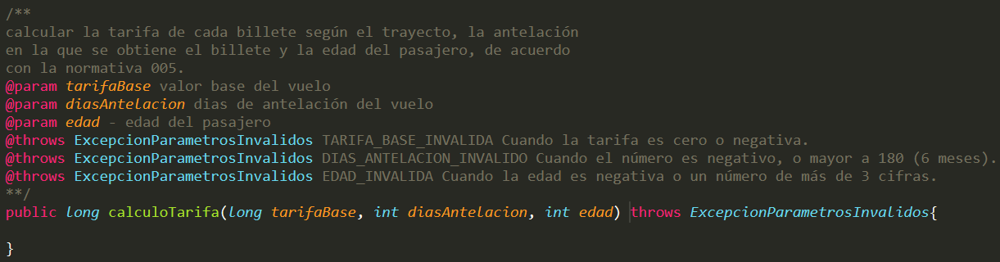 /**
calcular la tarifa de cada billete según el trayecto, la antelación
en la que se obtiene el billete y la edad del pasajero, de acuerdo
con la normativa 005.
@param tarifaBase valor base del vuelo
@param diasAntelacion dias de antelación del vuelo
@param edad - edad del pasajero
@throws ExcepcionParametrosInvalidos TARIFA_BASE_INVALIDA Cuando la tarifa es cero o negativa.
@throws ExcepcionParametrosInvalidos DIAS_ANTELACION_INVALIDO Cuando el número es negativo, o mayor a 180 (6 meses).
@throws ExcepcionParametrosInvalidos EDAD_INVALIDA Cuando la edad es negativa o un número de más de 3 cifras.
**/
public long calculoTarifa(long tarifaBase, int diasAntelacion, int edad) throws ExcepcionParametrosInvalidos{
}